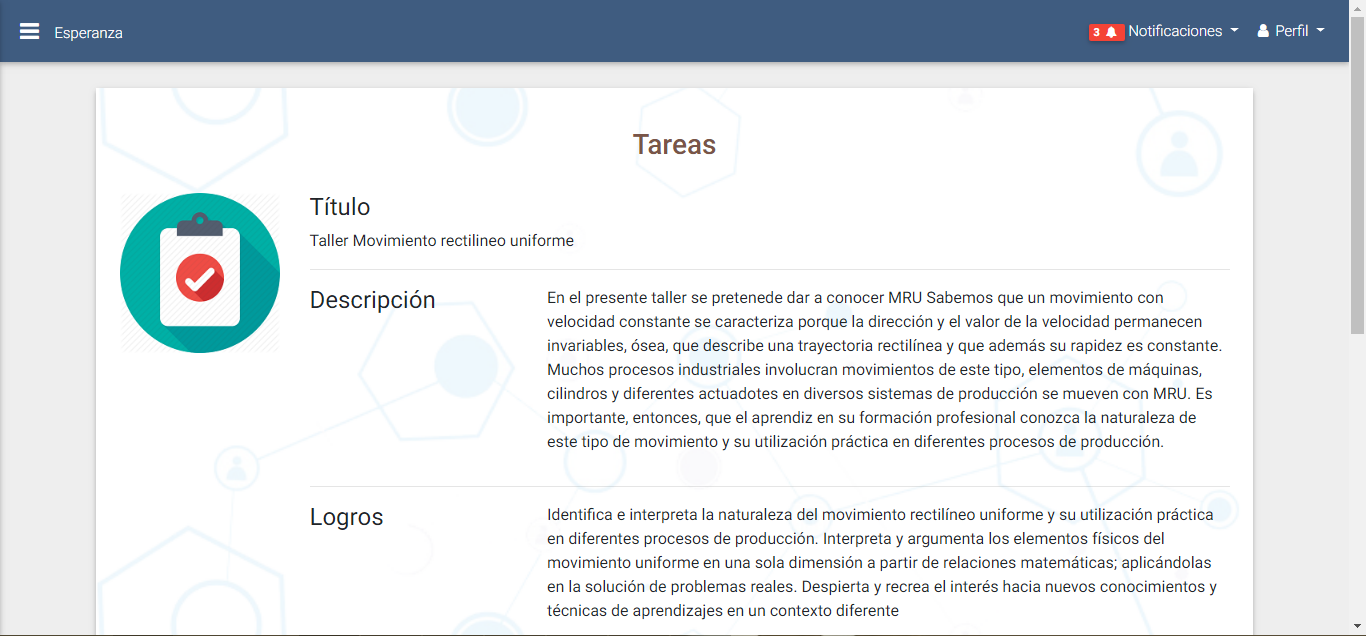 Esperanza
3 Notificaciones Perfil
Tareas
Título
Taller Movimiento rectilineo uniforme
Descripción
En el presente taller se pretenede dar a conocer MRU Sabemos que un movimiento con
velocidad constante se caracteriza porque la dirección y el valor de la velocidad permanecen
invariables, ósea, que describe una trayectoria rectilínea y que además su rapidez es constante.
Muchos procesos industriales involucran movimientos de este tipo, elementos de máquinas,
cilindros y diferentes actuadotes en diversos sistemas de producción se mueven con MRU. Es
importante, entonces, que el aprendiz en su formación profesional conozca la naturaleza de
este tipo de movimiento y su utilización práctica en diferentes procesos de producción.
Logros
Identifica e interpreta la naturaleza del movimiento rectilíneo uniforme y su utilización práctica
en diferentes procesos de producción. Interpreta y argumenta los elementos físicos del
movimiento uniforme en una sola dimensión a partir de relaciones matemáticas; aplicándolas
en la solución de problemas reales. Despierta y recrea el interés hacia nuevos conocimientos y
técnicas de aprendizajes en un contexto diferente